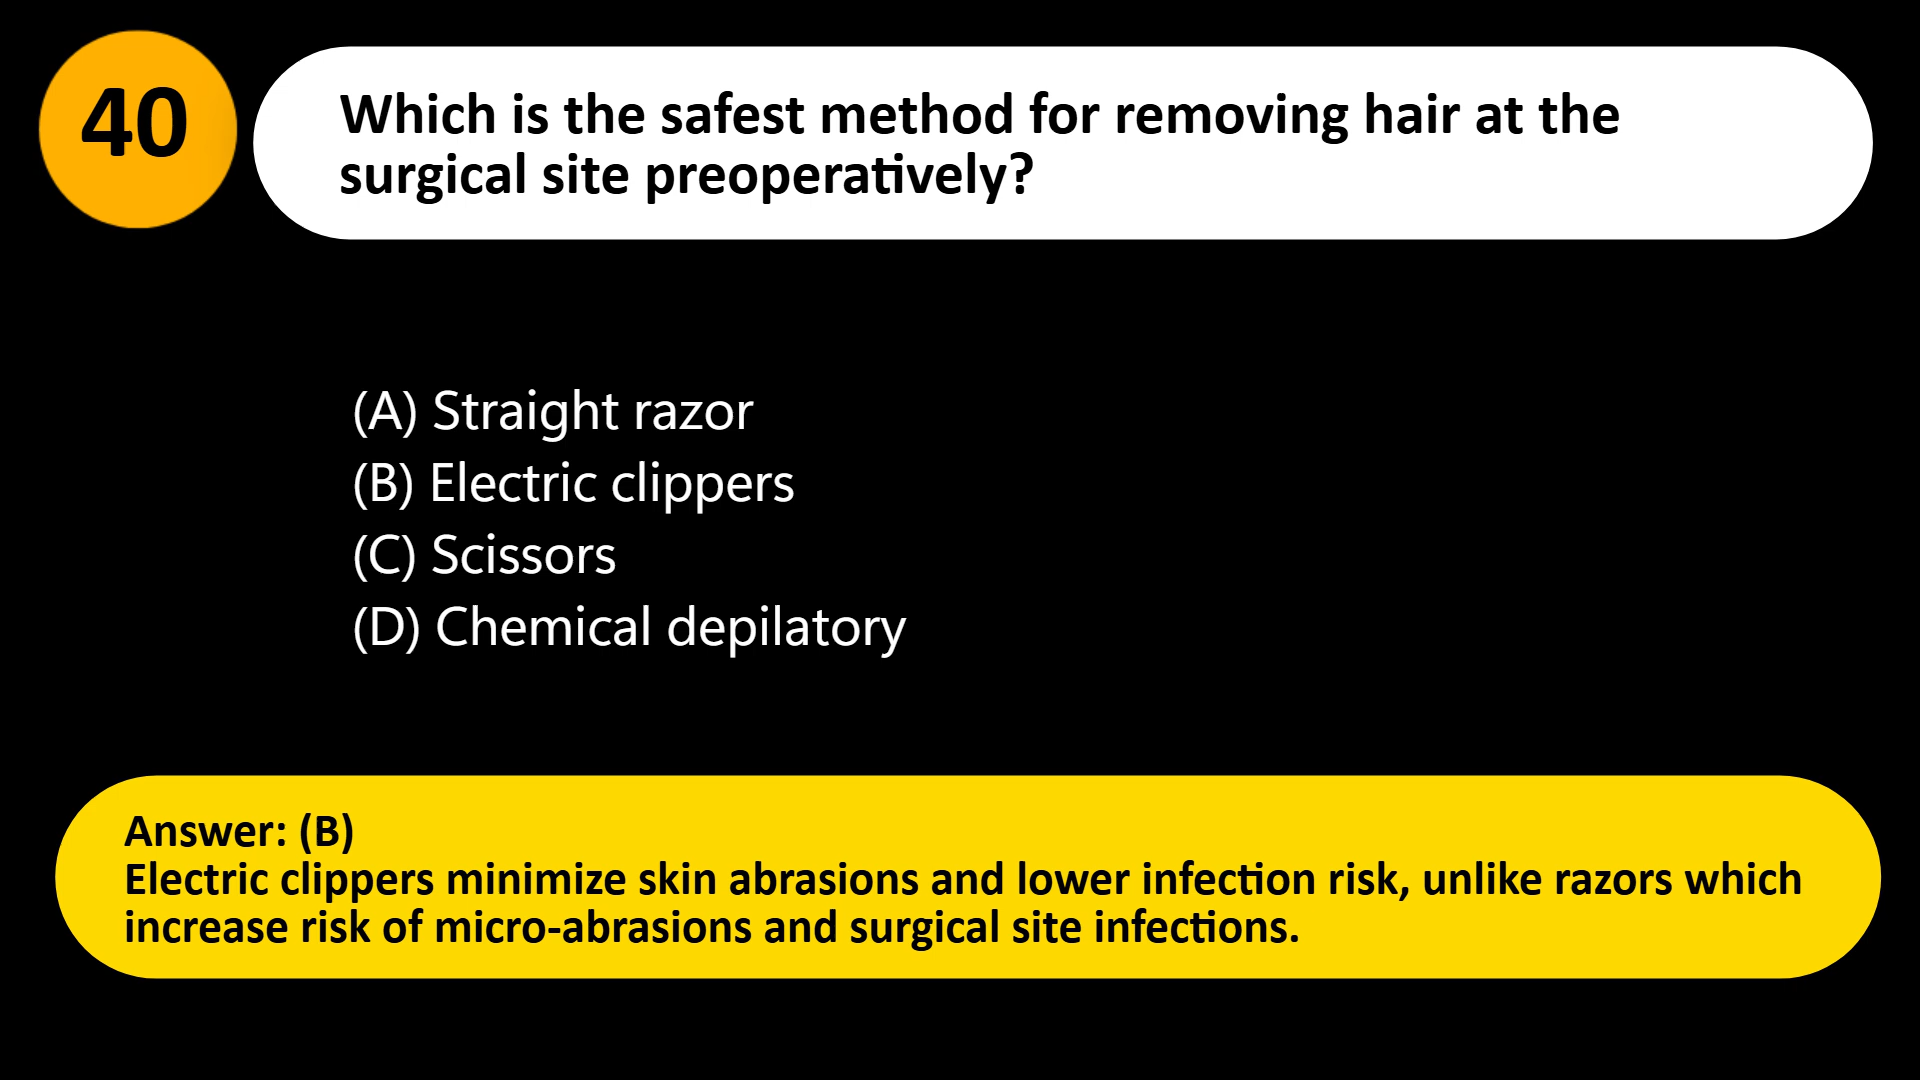 40
Which is the safest method for removing hair at the
surgical site preoperatively?
(A) Straight razor
(B) Electric clippers
(C) Scissors
(D) Chemical depilatory
Answer: (B)
Electric clippers minimize skin abrasions and lower infection risk, unlike razors which
increase risk of micro-abrasions and surgical site infections.